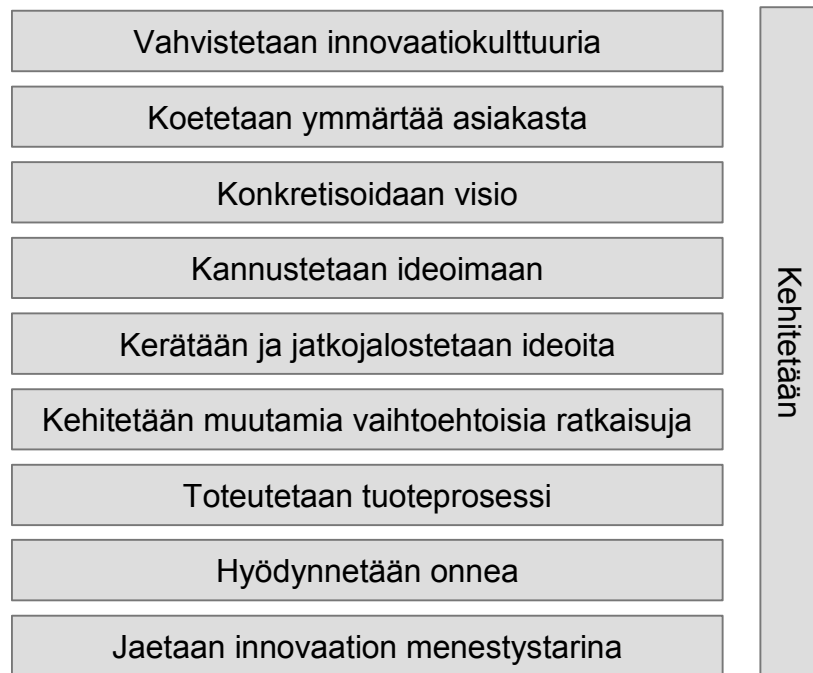 Vahvistetaan innovaatiokulttuuria
Koetetaan ymmärtää asiakasta
Konkretisoidaan visio
Kannustetaan ideoimaan
Kerätään ja jatkojalostetaan ideoita
Kehitetään muutamia vaihtoehtoisia ratkaisuja
Toteutetaan tuoteprosessi
Hyödynnetään onnea
Jaetaan innovaation menestystarina
Kehitetään